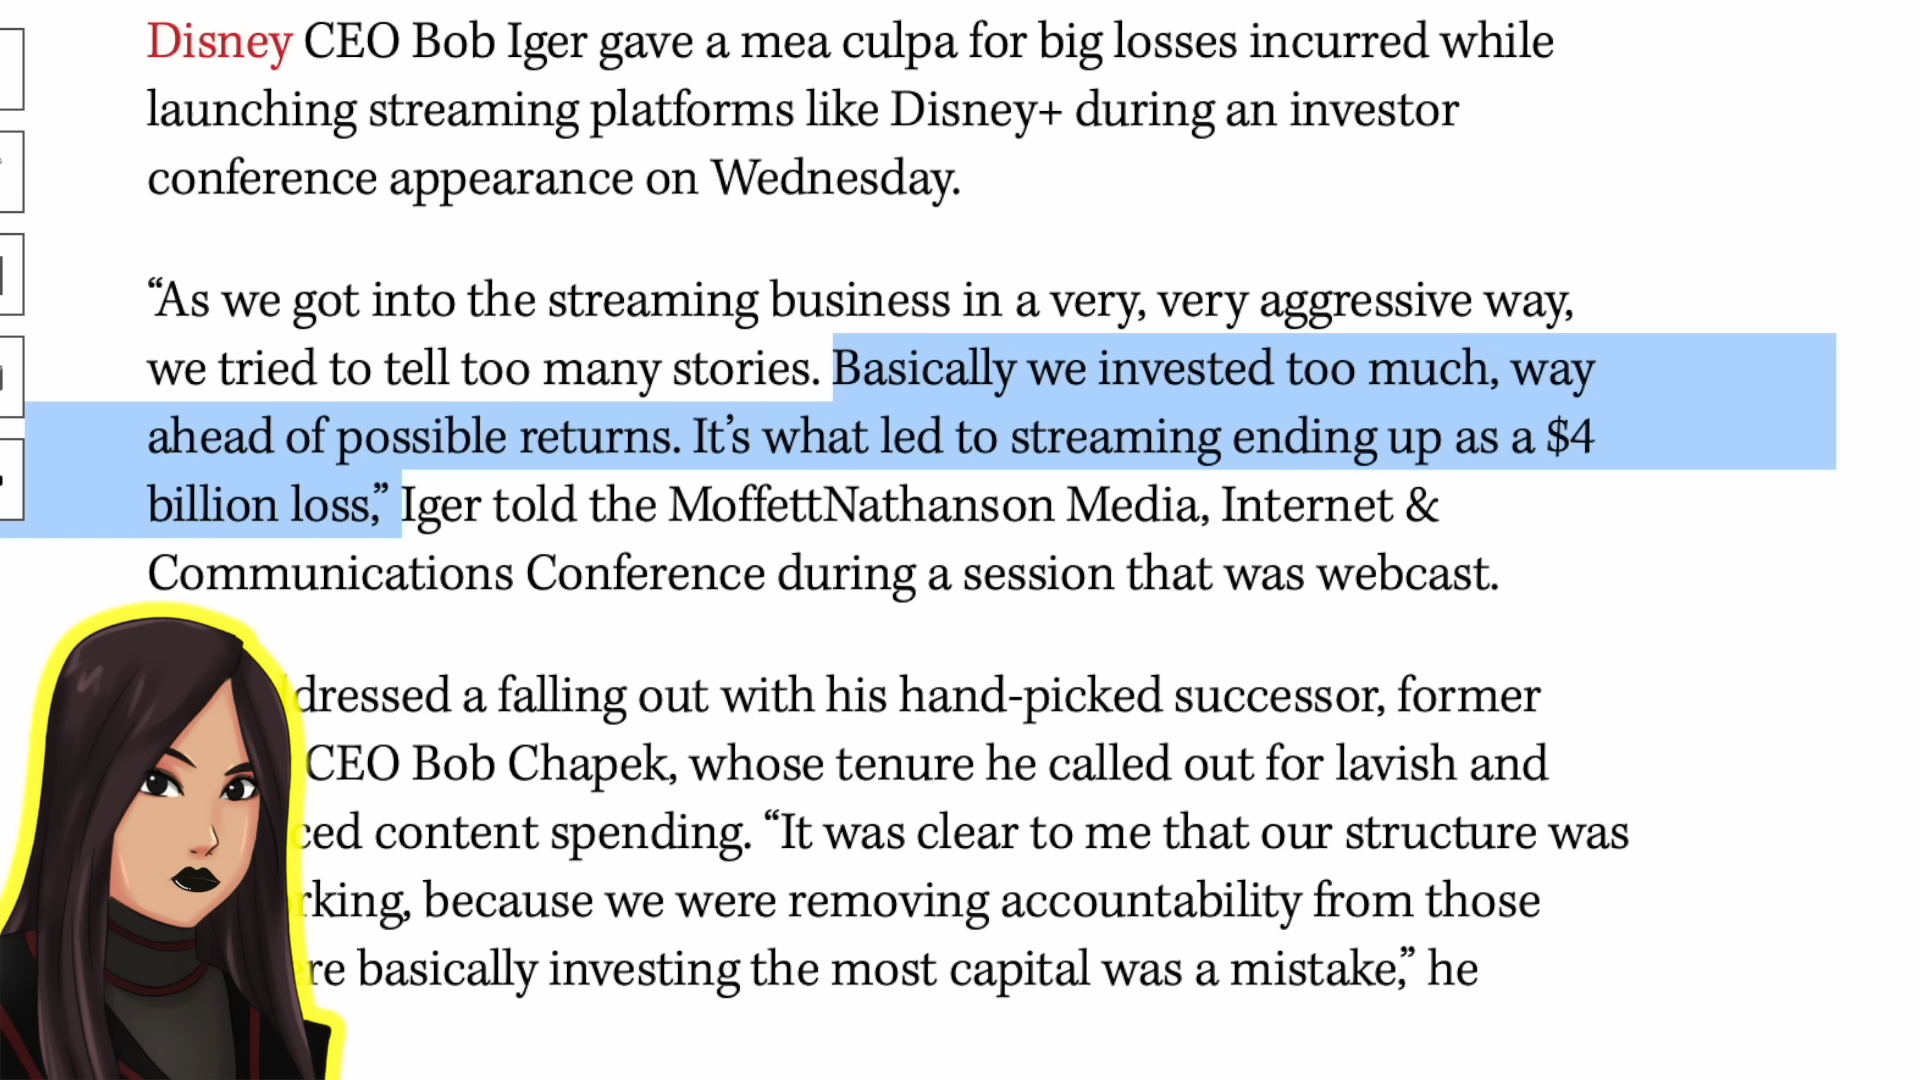 Disney CEO Bob Iger gave a mea culpa for big losses incurred while
launching streaming platforms like Disney+ during an investor
conference appearance on Wednesday.
“As we got into the streaming business in a very, very aggressive way,
we tried to tell too many stories. Basically we invested too much, way
ahead of possible returns. It’s what led to streaming ending up as a $4
billion loss,” Iger told the MoffettNathanson Media, Internet &
Communications Conference during a session that was webcast.
a falling out with his hand-picked successor, former
CEO Bob Chapek, whose tenure he called out for lavish and
content spending. “It was clear to me that our structure was
because we were removing accountability from those
basically investing the most capital was a mistake,” he